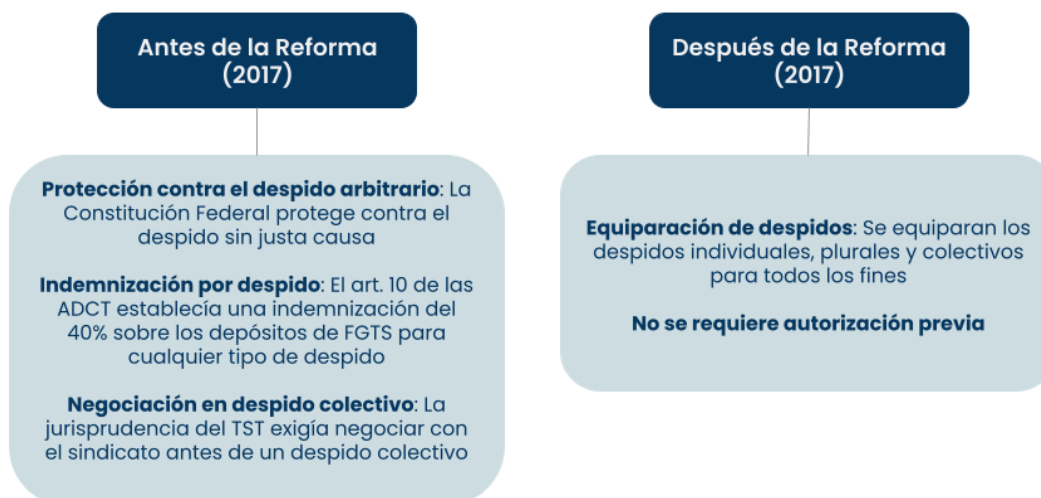 Antes de la Reforma
(2017)
Protección contra el despido arbitrario: La
Constitución Federal protege contra el
despido sin justa causa
Indemnización por despido: El art. 10 de las
ADCT establecía una indemnización del
40% sobre los depósitos de FGTS para
cualquier tipo de despido
Negociación en despido colectivo: La
jurisprudencia del TST exigía negociar con
el sindicato antes de un despido colectivo
Después de la Reforma
(2017)
Equiparación de despidos: Se equiparan los
despidos individuales, plurales y colectivos
para todos los fines
No se requiere autorización previa